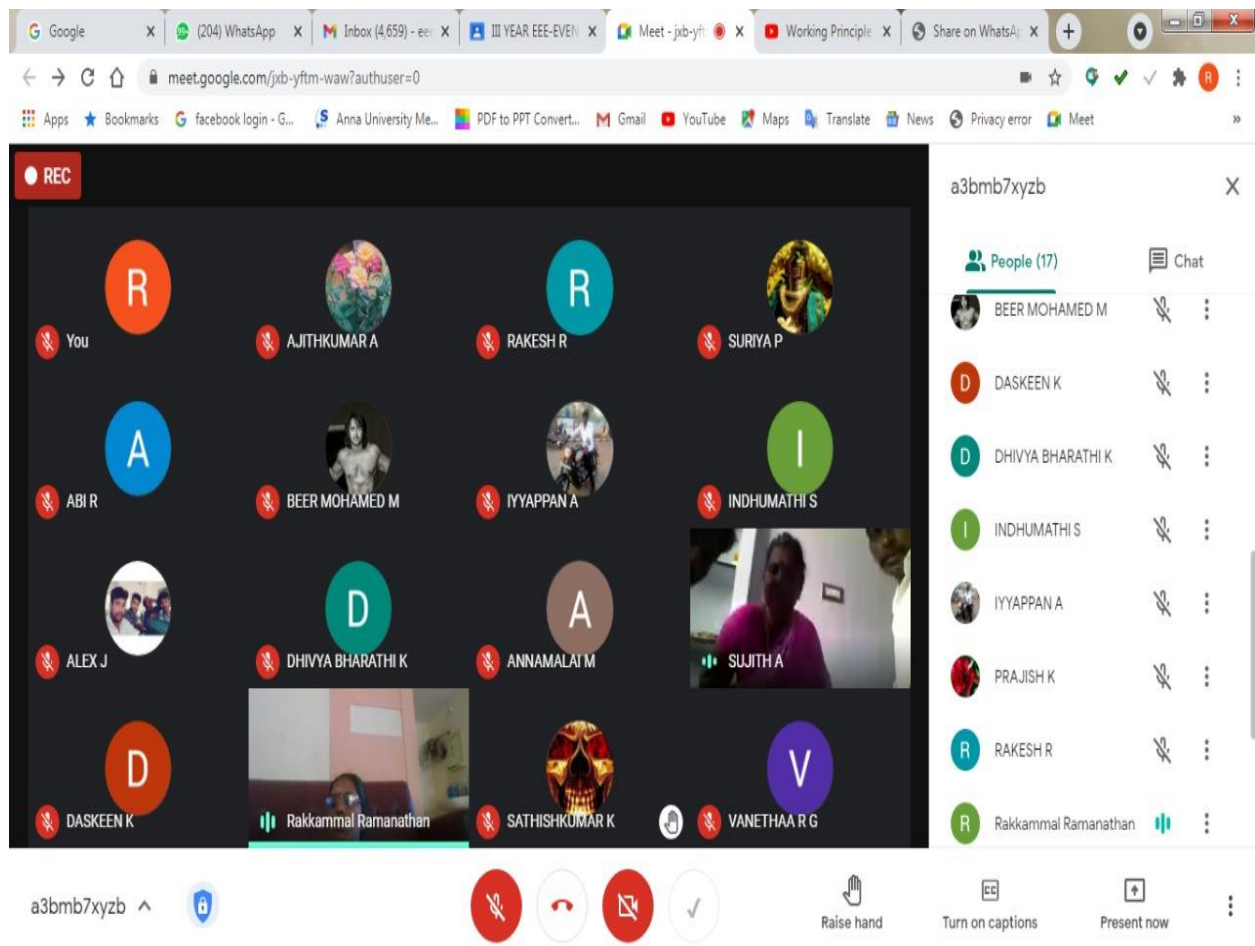 Google (204) WhatsApp Inbox (4,659) - ee III YEAR EEE-EVEN Meet - jxb-yft Working Principle Share on WhatsA
meet.google.com/jxb-yftm-waw?authuser=0 R
Apps Bookmarks facebook login - G... Anna University Me... PDF to PPT Convert... Gmail YouTube Maps Translate News Privacy error Meet »
REC
R
You
AJITHKUMAR A
R
RAKESH R
SURIYA P
A
ABI R
BEER MOHAMED M
IYYAPPAN A
I
INDHUMATHI S
ALEX J
D
DHIVYA BHARATHI K
A
ANNAMALAI M
SUJITH A
D
DASKEEN K
Rakkammal Ramanathan
SATHISHKUMAR K
V
VANETHAA R G
a3bmb7xyzb
People (17) Chat
BEER MOHAMED M
D DASKEEN K
D DHIVYA BHARATHI K
I INDHUMATHI S
IYYAPPAN A
PRAJISH K
R RAKESH R
R Rakkammal Ramanathan
a3bmb7xyzb
Raise hand
CC
Turn on captions
Present now